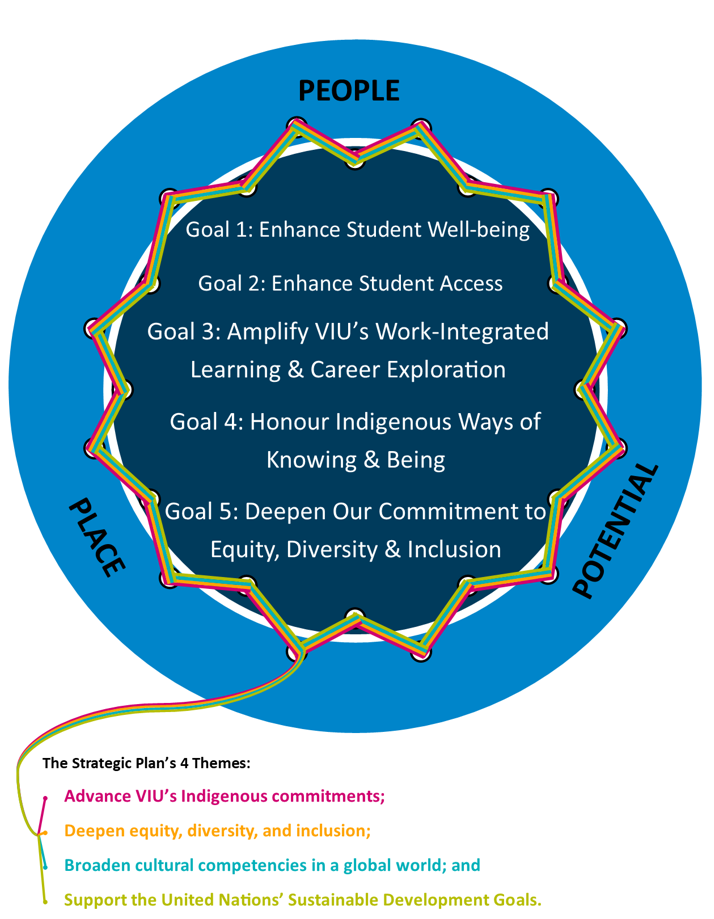 PEOPLE
Goal 1: Enhance Student Well-being
Goal 2: Enhance Student Access
Goal 3: Amplify VIU’s Work-Integrated
Learning & Career Exploration
Goal 4: Honour Indigenous Ways of
Knowing & Being
Goal 5: Deepen Our Commitment to
Equity, Diversity & Inclusion
PLACE
POTENTIAL
The Strategic Plan’s 4 Themes:
Advance VIU’s Indigenous commitments;
Deepen equity, diversity, and inclusion;
Broaden cultural competencies in a global world; and
Support the United Nations’ Sustainable Development Goals.